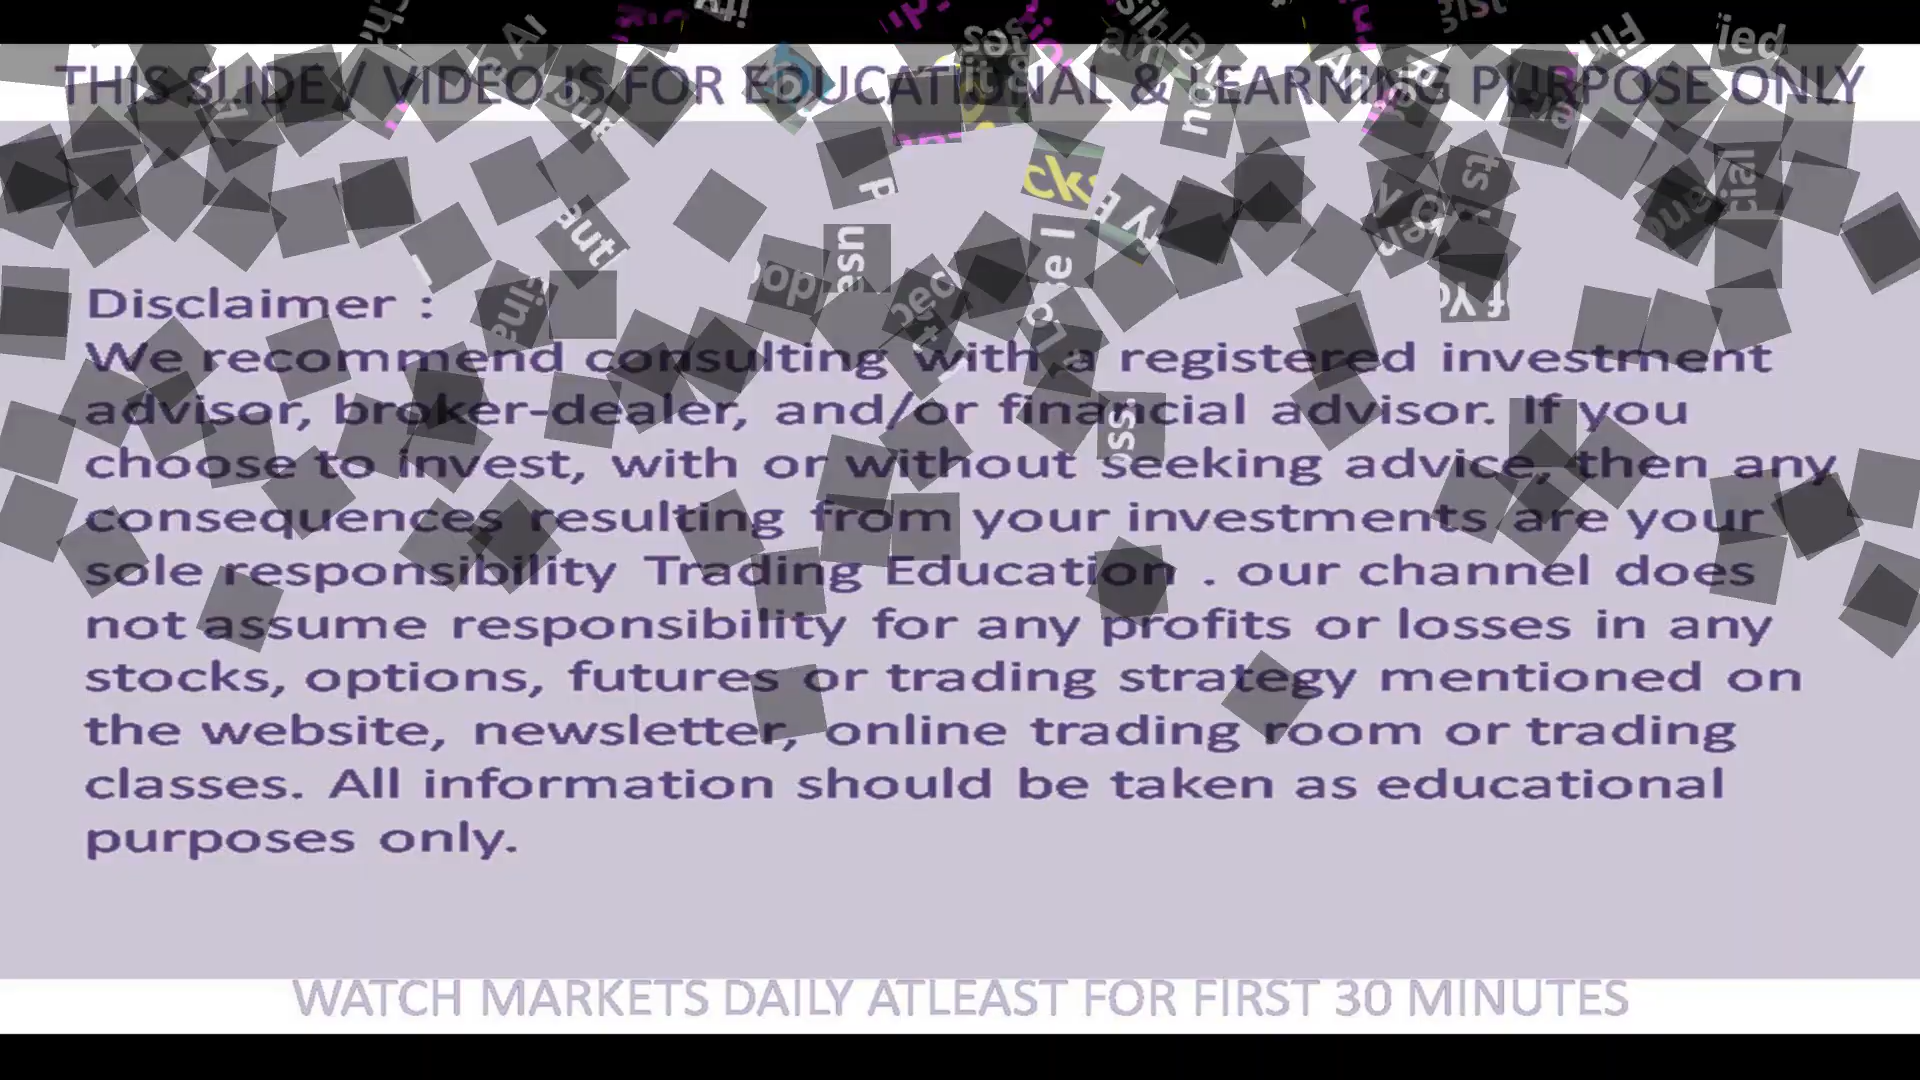 THIS SLIDE / VIDEO IS FOR EDUCATIONAL & LEARNING PURPOSE ONLY
Disclaimer :
We recommend consulting with a registered investment
advisor, broker-dealer, and/or financial advisor. If you
choose to invest, with or without seeking advice, then any
consequences resulting from your investments are your
sole responsibility Trading Education . our channel does
not assume responsibility for any profits or losses in any
stocks, options, futures or trading strategy mentioned on
the website, newsletter, online trading room or trading
classes. All information should be taken as educational
purposes only.
WATCH MARKETS DAILY ATLEAST FOR FIRST 30 MINUTES